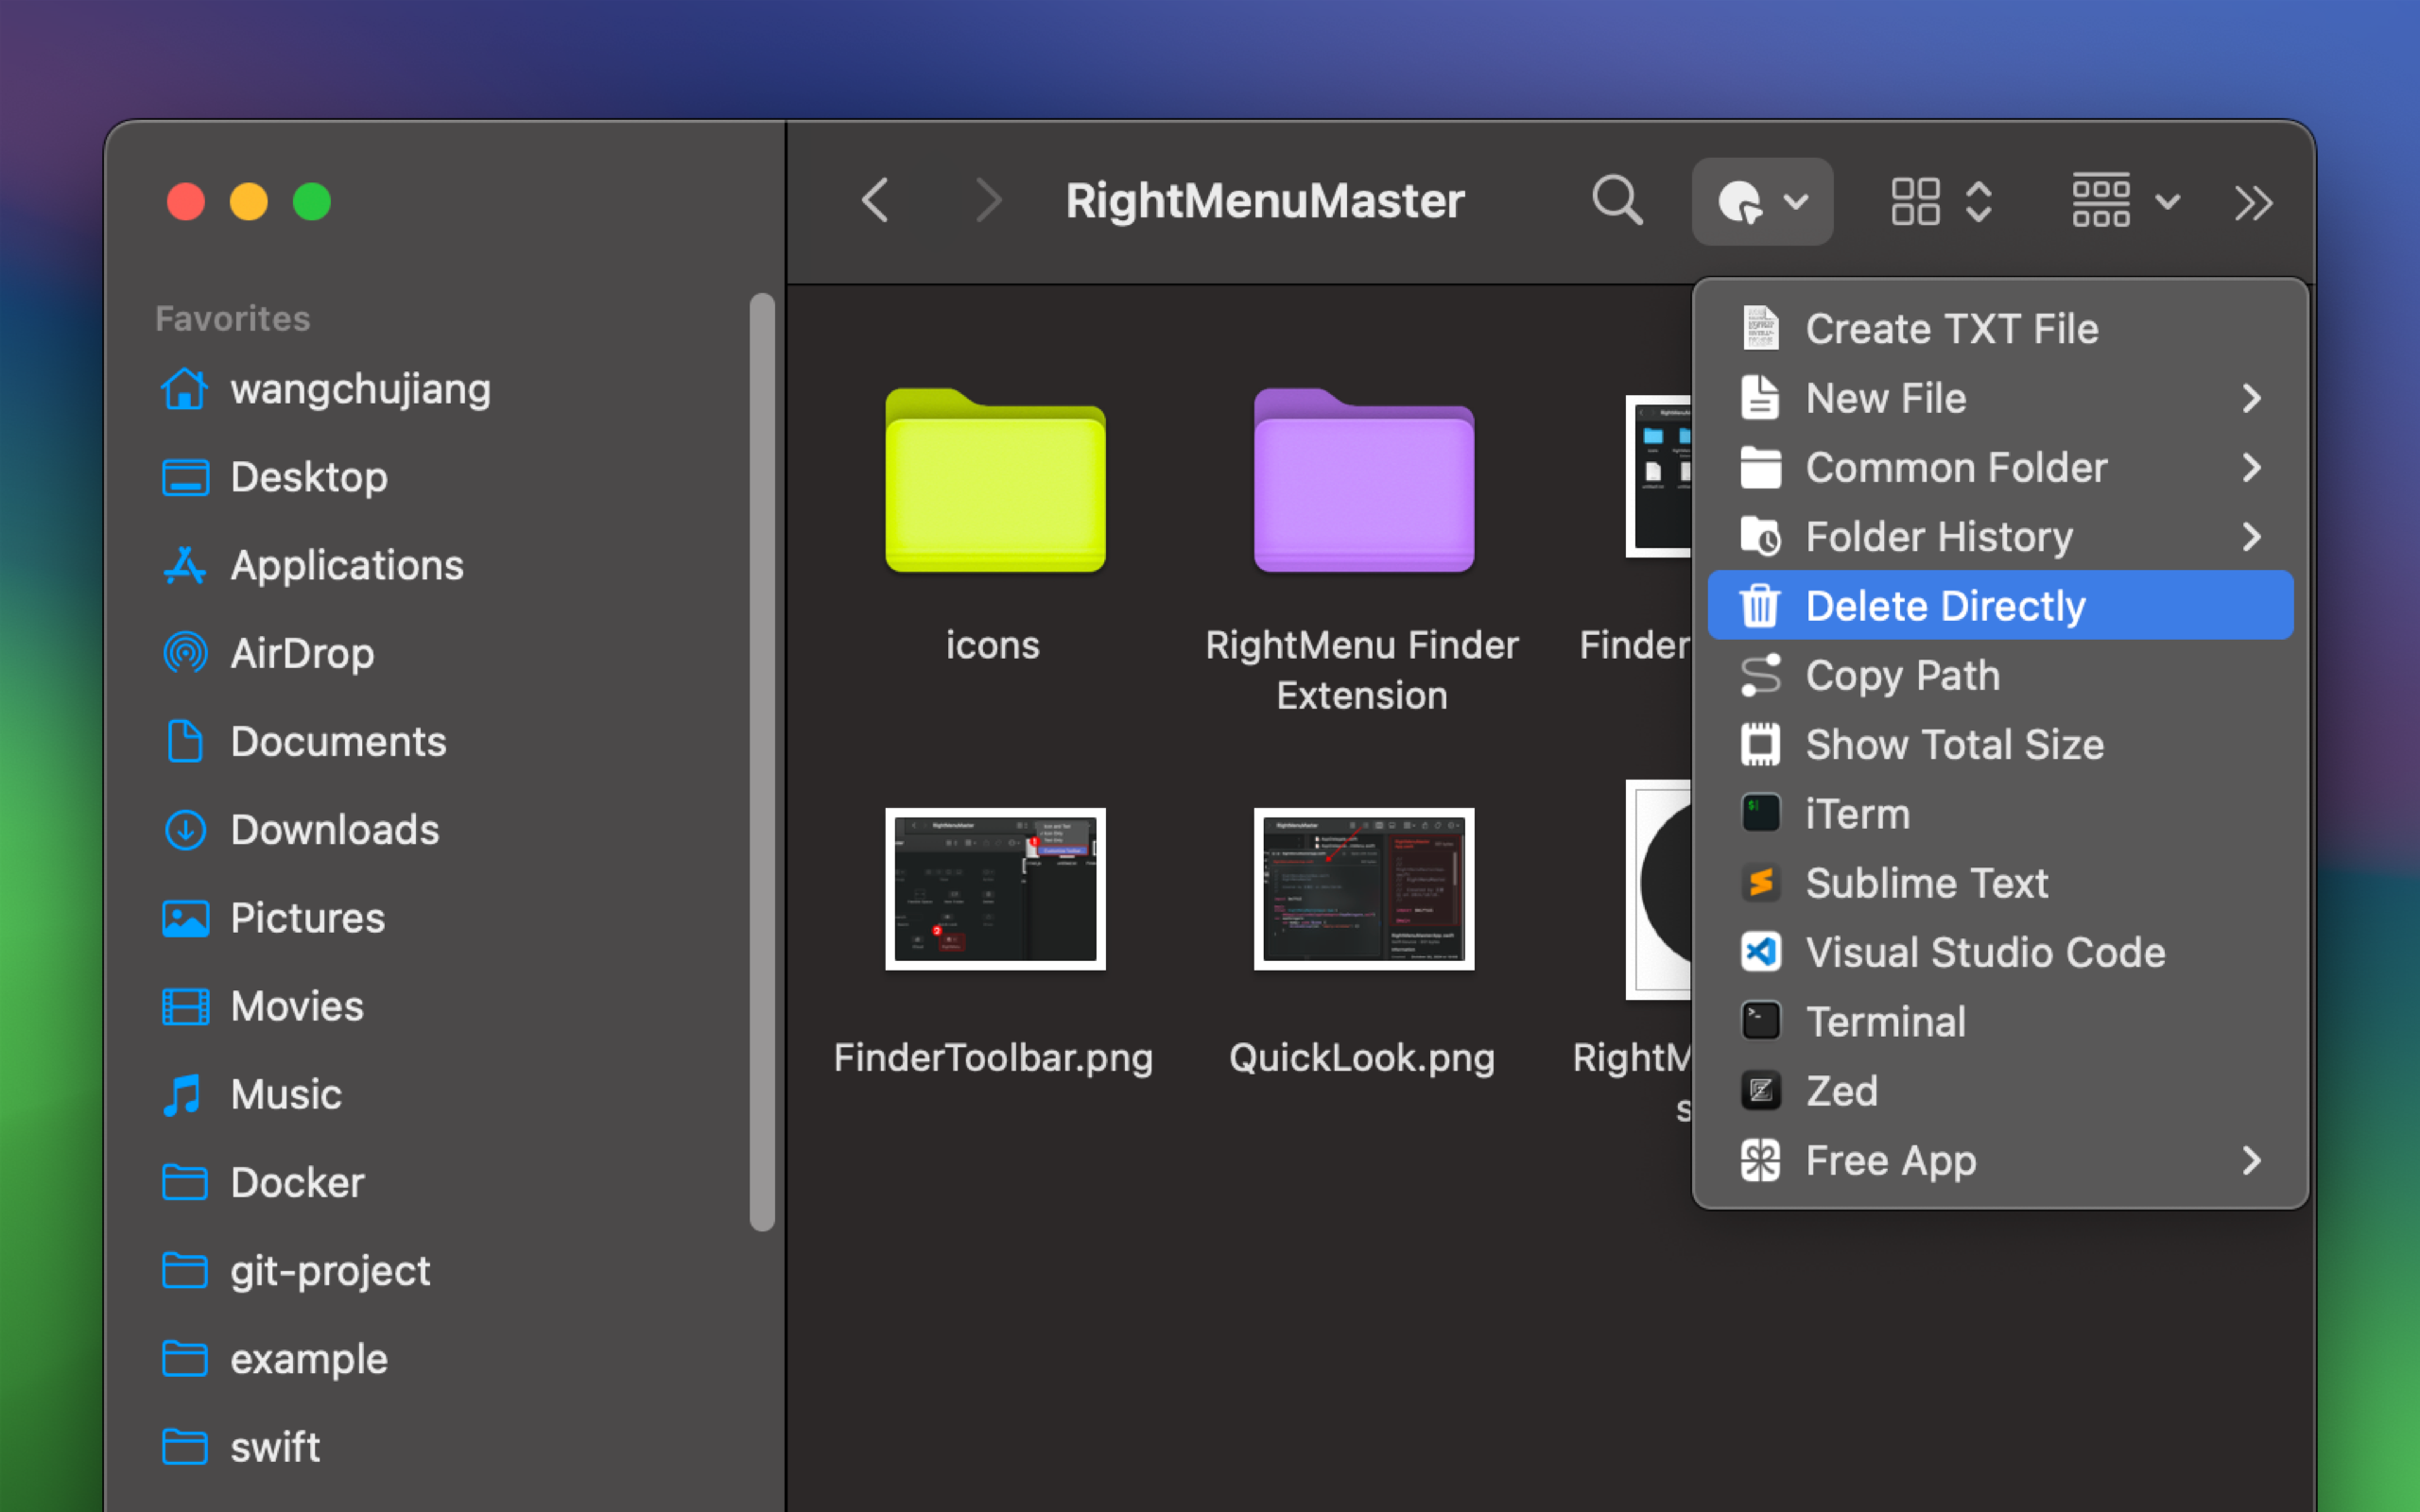 RightMenuMaster
Favorites
wangchujiang
Desktop
Applications
AirDrop
Documents
Downloads
Pictures
Movies
Music
Docker
git-project
example
swift
icons
RightMenu Finder
Extension
Finder
FinderToolbar.png
QuickLook.png
Create TXT File
New File
Common Folder
Folder History
Delete Directly
Copy Path
Show Total Size
iTerm
Sublime Text
Visual Studio Code
Terminal
Zed
Free App